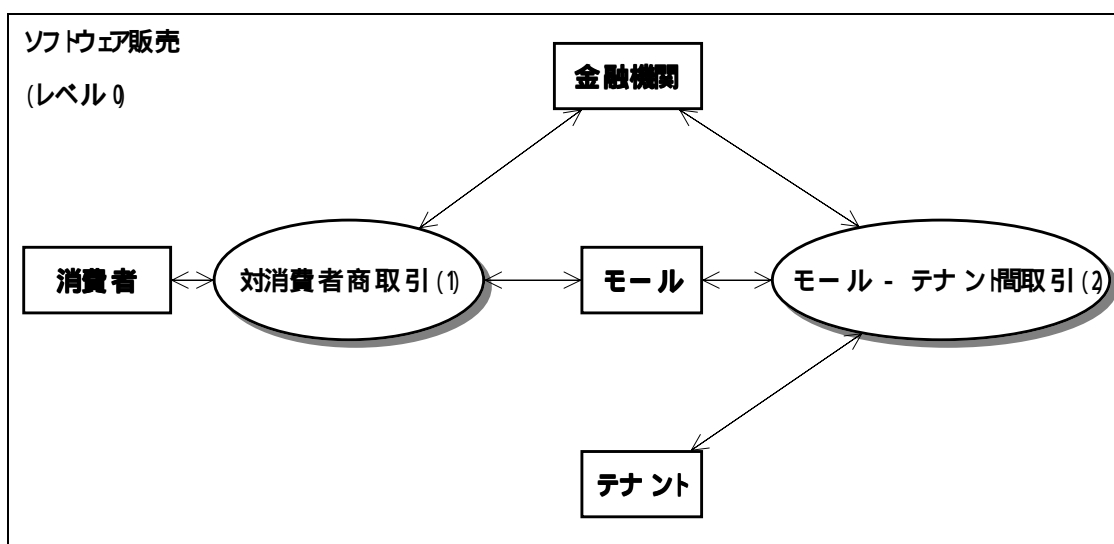 ソフトウェア販売
(レベル0)
金融機関
消費者
対消費者商取引(1)
モール
モール - テナント間取引(2)
テナント